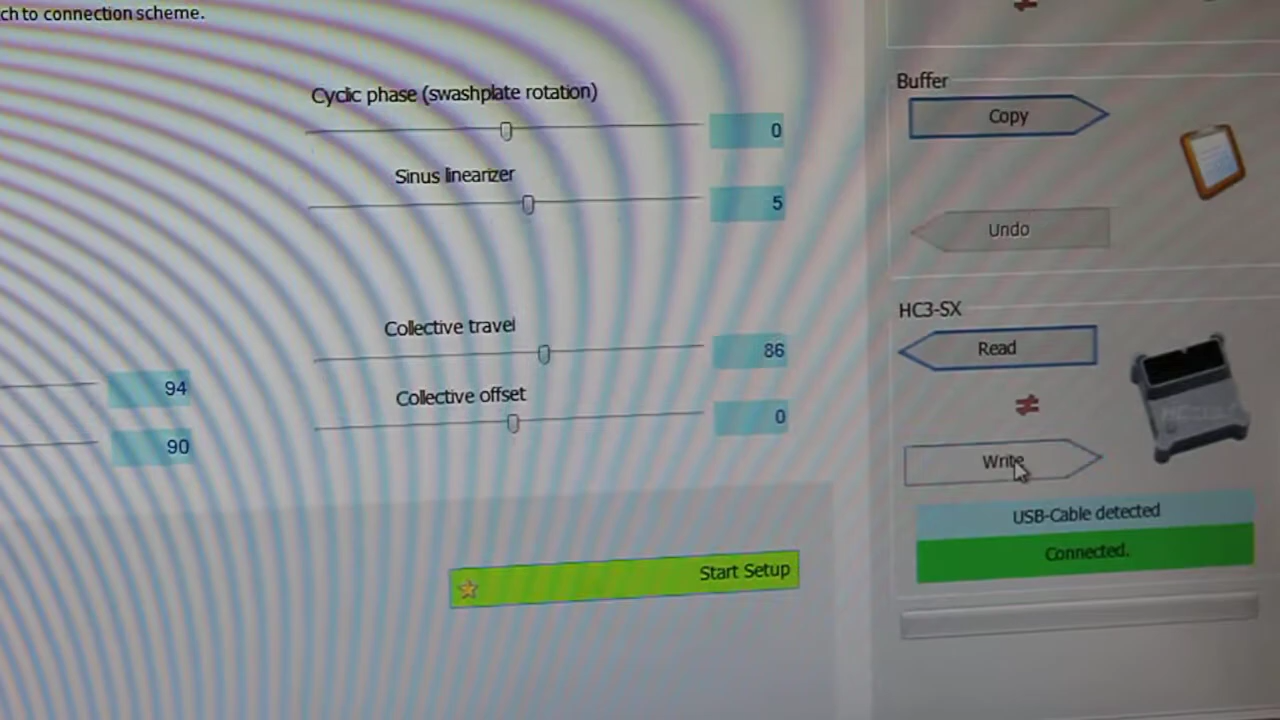 ch to connection scheme.
Cyclic phase (swashplate rotation)
0
Sinus linearizer
5
Collective travel
86
Collective offset
0
94
90
Start Setup
Buffer
Copy
Undo
HC3-SX
Read
≠
Write
USB-Cable detected
Connected.